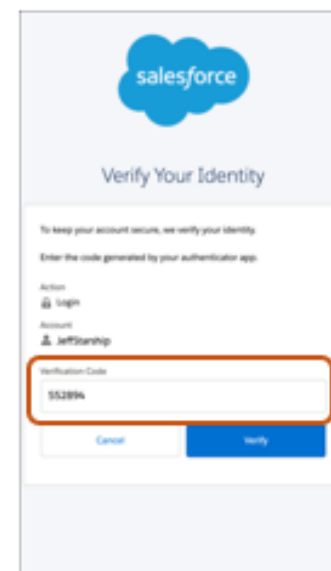 salesforce
Verify Your Identity
To keep your account secure, we verify your identity.
Enter the code generated by your authenticator app.
Action
Login
Account
JeffStarship
Verification Code
552894
Cancel
Verify